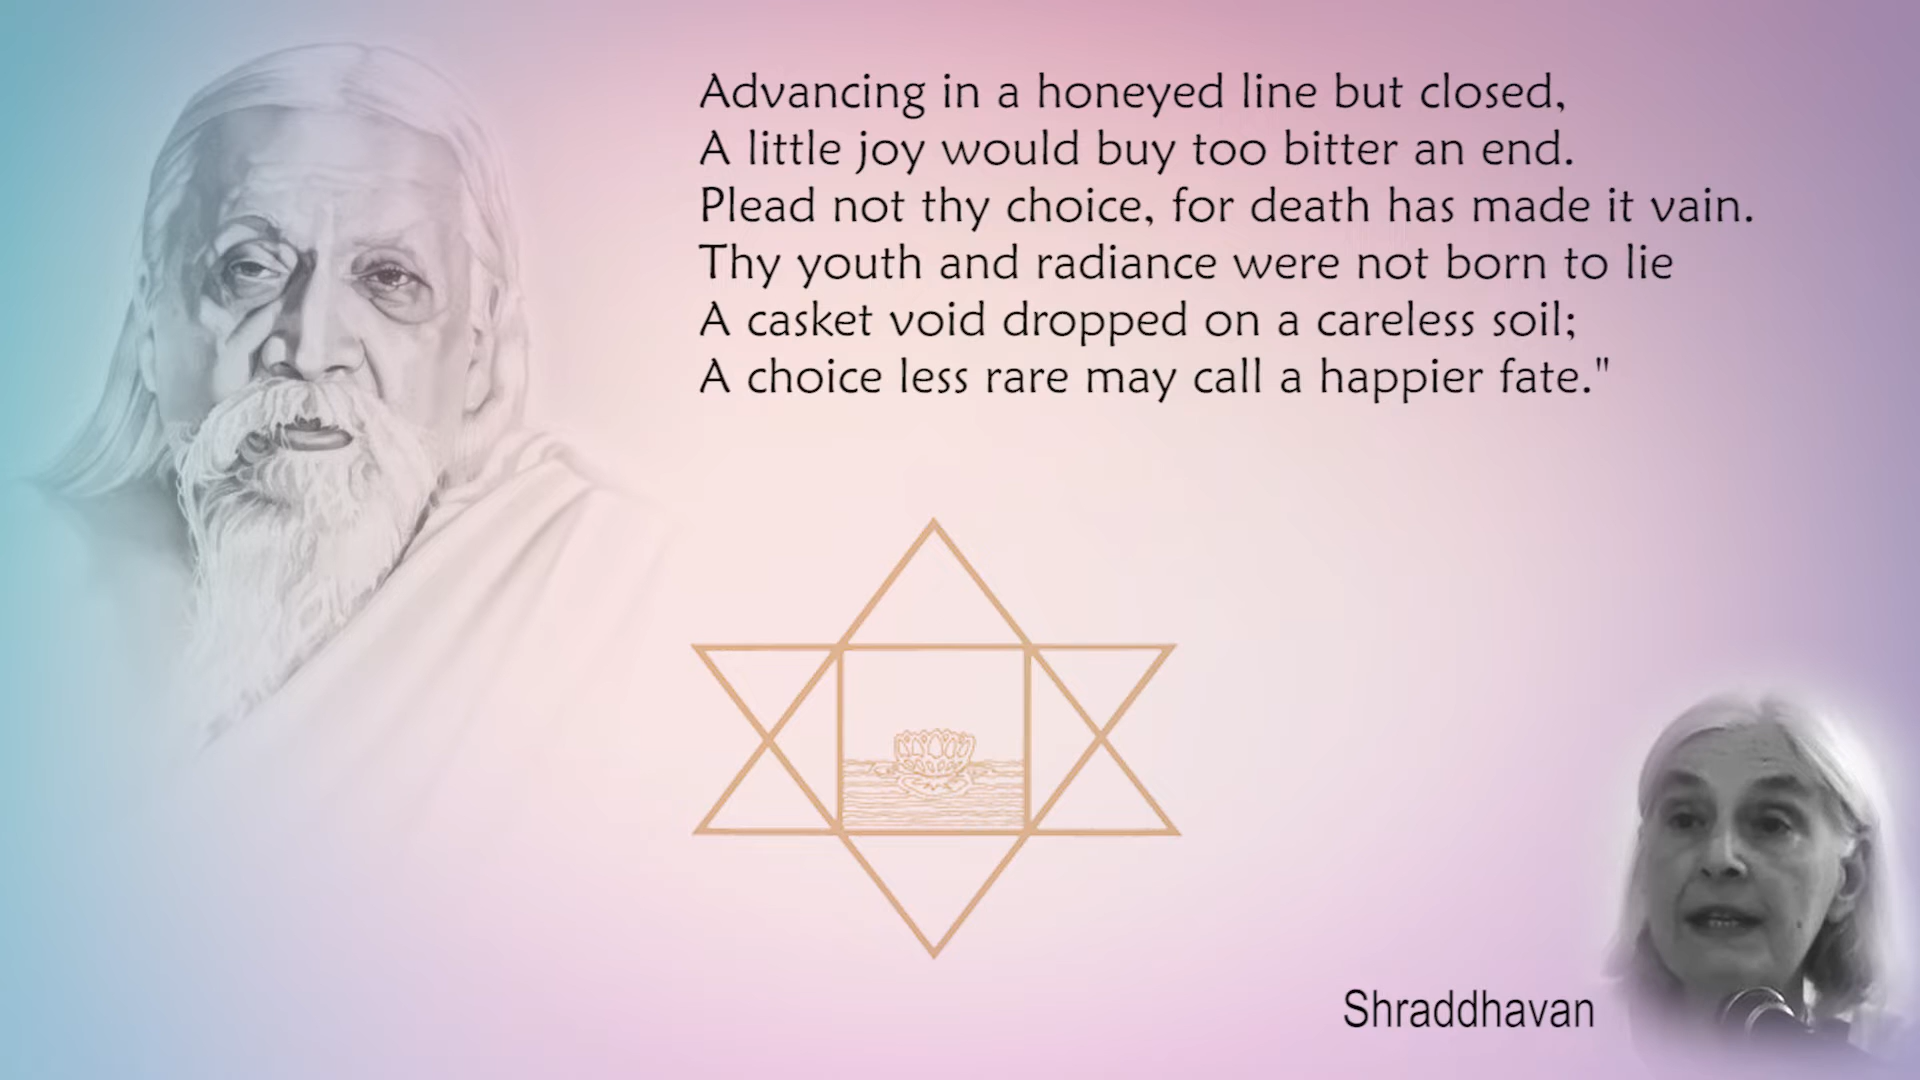 Advancing in a honeyed line but closed,
A little joy would buy too bitter an end.
Plead not thy choice, for death has made it vain.
Thy youth and radiance were not born to lie
A casket void dropped on a careless soil;
A choice less rare may call a happier fate."
Shraddhavan